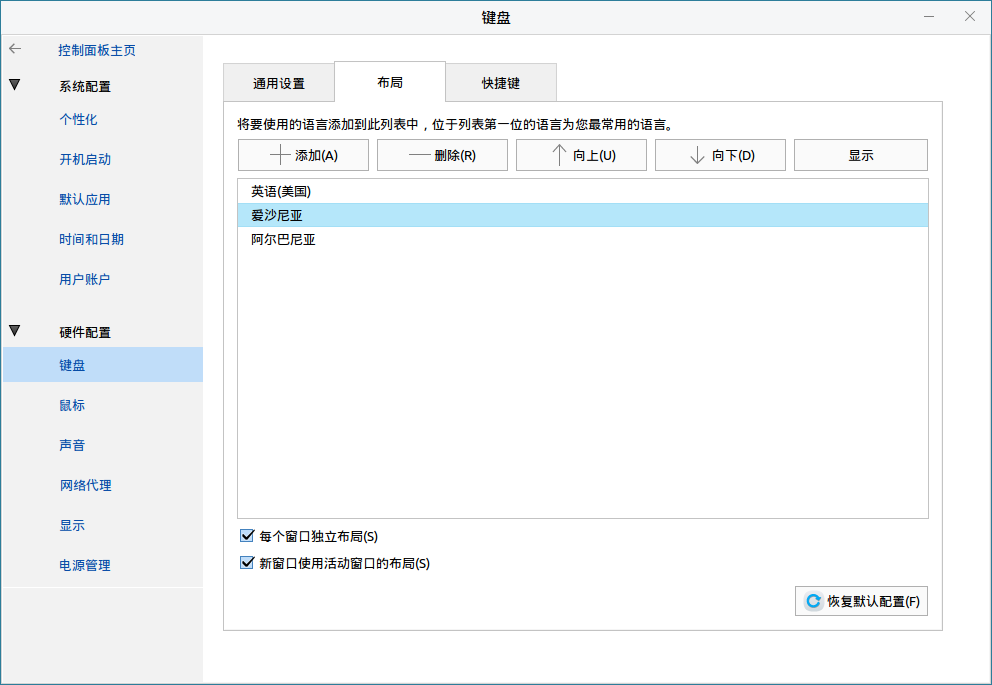 键盘
控制面板主页
系统配置
个性化
开机启动
默认应用
时间和日期
用户账户
硬件配置
键盘
鼠标
声音
网络代理
显示
电源管理
通用设置 布局 快捷键
将要使用的语言添加到此列表中，位于列表第一位的语言为您最常用的语言。
添加(A) 删除(R) 向上(U) 向下(D) 显示
英语(美国)
爱沙尼亚
阿尔巴尼亚
每个窗口独立布局(S)
新窗口使用活动窗口的布局(S)
恢复默认配置(F)